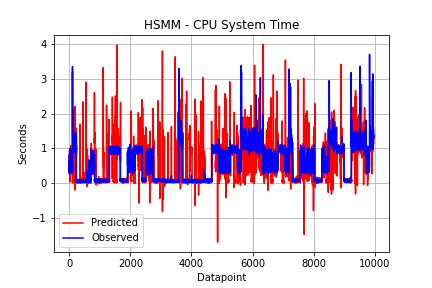 HSMM - CPU System Time
4
3
2
1
0
−1
Seconds
Predicted
Observed
0
2000
4000
6000
8000
10000
Datapoint